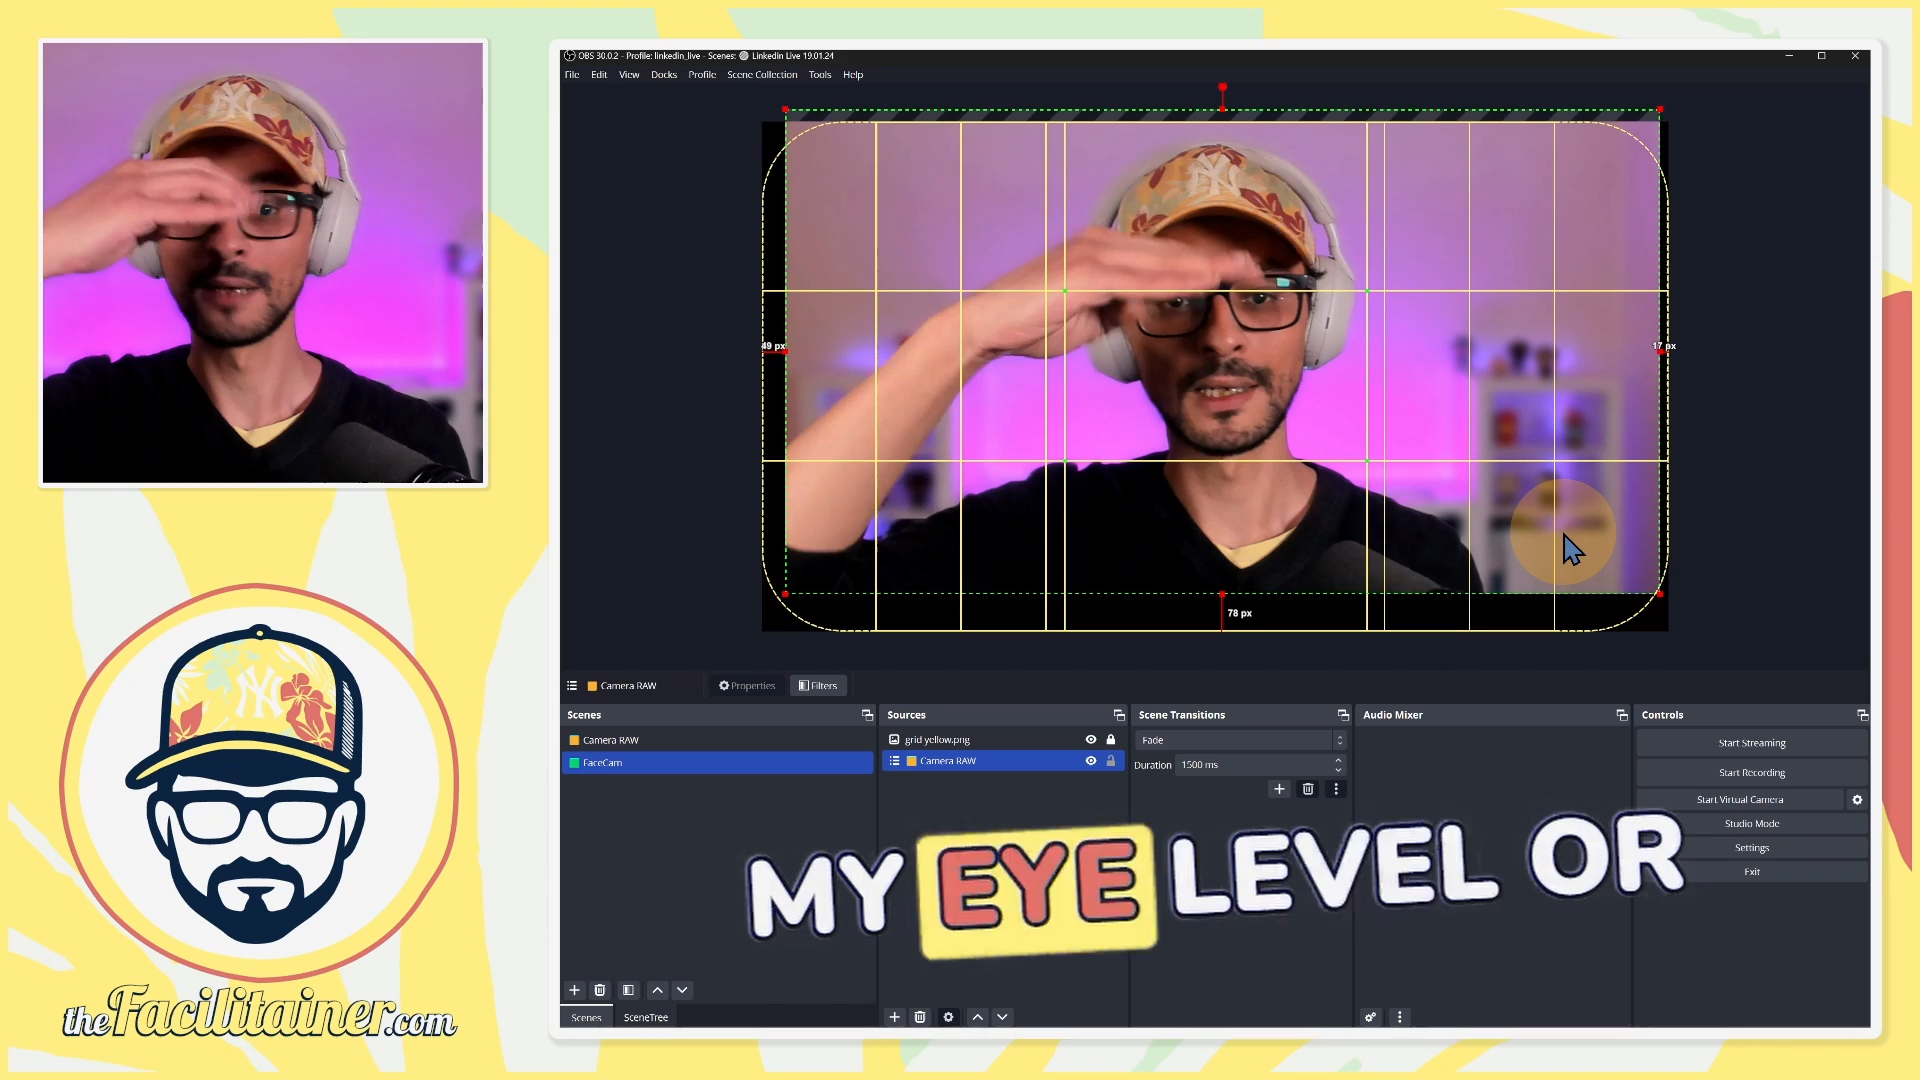 OBS 30.0.2 - Profile: linkedin_live - Scenes: Linkedin Live 19.01.24
File Edit View Docks Profile Scene Collection Tools Help
49 px
17 px
78 px
Camera RAW
Properties
Filters
Scenes
Camera RAW
FaceCam
Sources
grid yellow.png
Camera RAW
Scene Transitions
Fade
Duration 1500 ms
Audio Mixer
Controls
Start Streaming
Start Recording
Start Virtual Camera
Studio Mode
Settings
Exit
MY EYE LEVEL OR
Scenes
SceneTree
NY
NY
NY
theFacilitainer.com